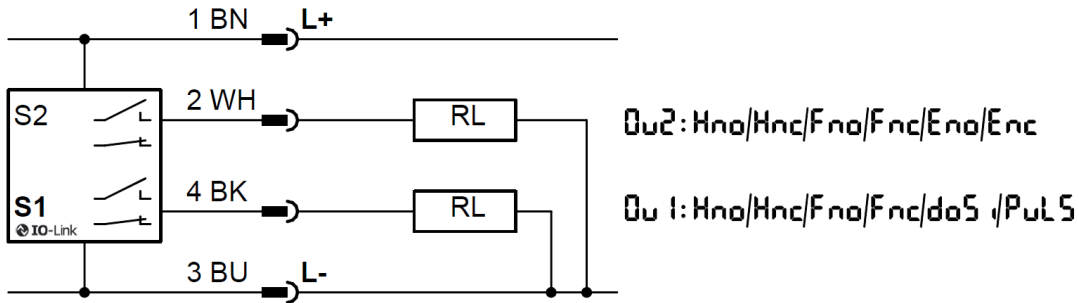 1 BN L+
S2 2 WH RL Ou2:Hno/Hnc/Fno/Fnc/Eno/Enc
S1 4 BK RL Ou1:Hno/Hnc/Fno/Fnc/doSi/PuLS
IO-Link
3 BU L-